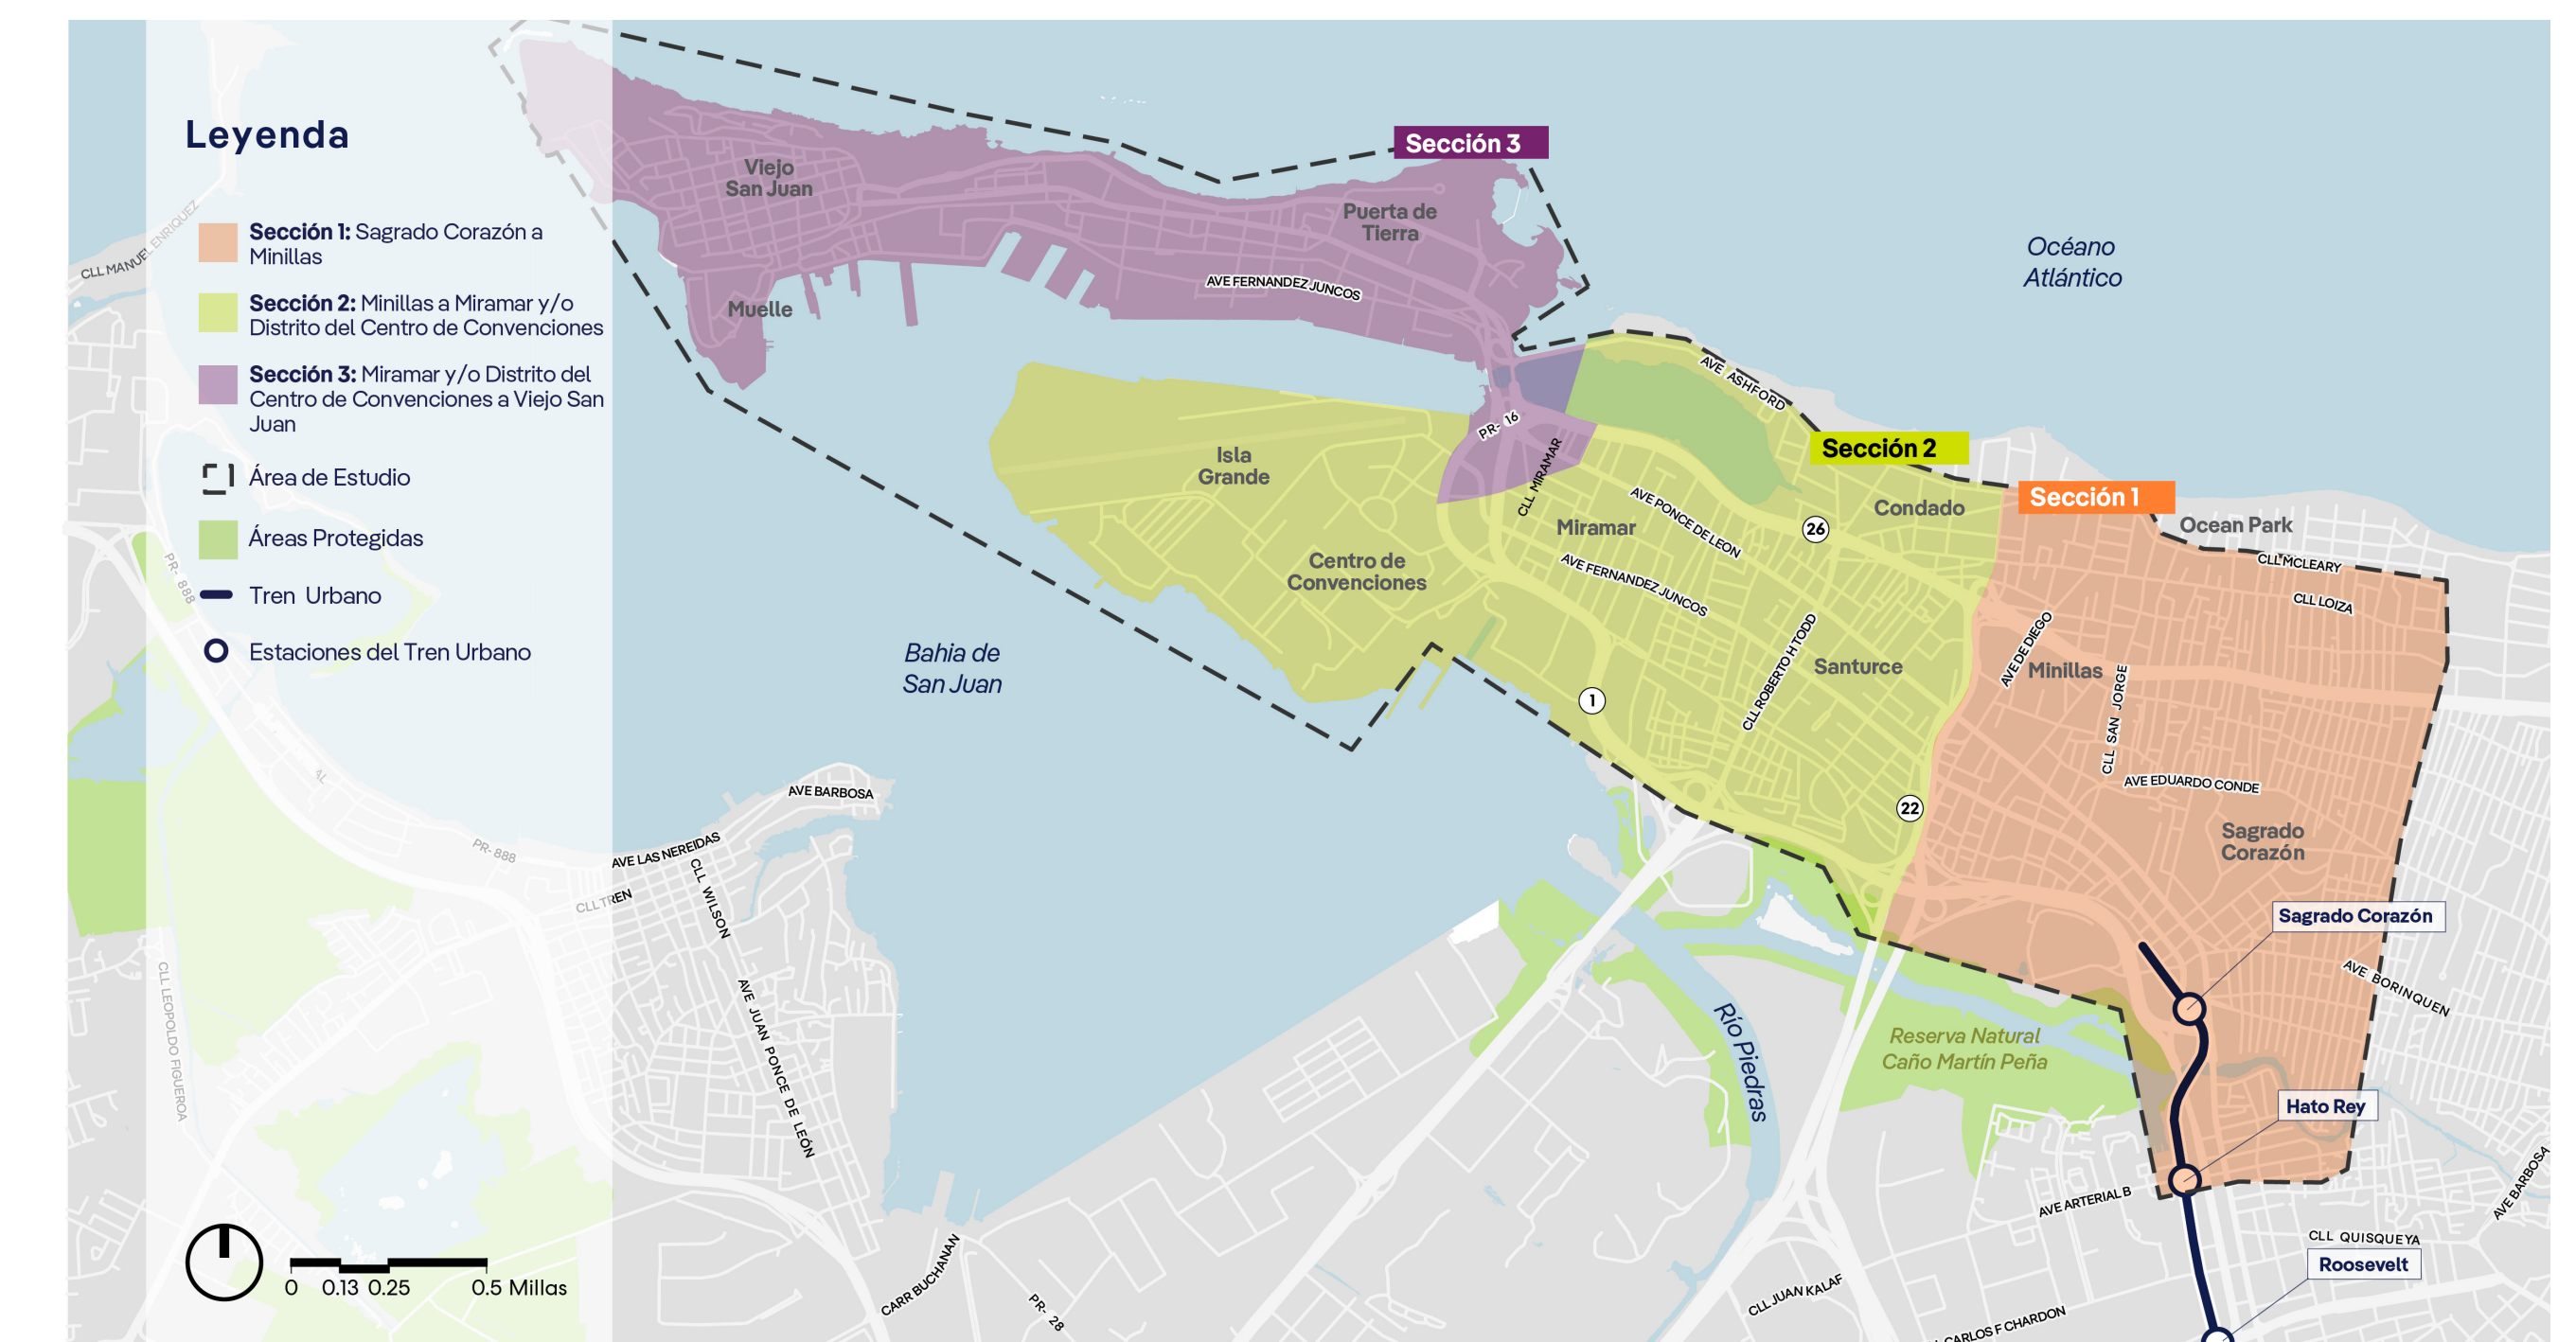 Leyenda
Sección 1: Sagrado Corazón a
Minillas
Sección 2: Minillas a Miramar y/o
Distrito del Centro de Convenciones
Sección 3: Miramar y/o Distrito del
Centro de Convenciones a Viejo San
Juan
Área de Estudio
Áreas Protegidas
Tren Urbano
Estaciones del Tren Urbano
0 0.13 0.25 0.5 Millas
CLL MANUEL ENRIQUEZ
PR- 888
PR- 888
CLL LEOPOLDO FIGUEROA
CLL TREN
AVE LAS NEREIDAS
CLL WILSON
AVE BARBOSA
AVE JUAN PONCE DE LEÓN
CARR BUCHANAN
PR- 28
Viejo
San Juan
Muelle
Puerta de
Tierra
AVE FERNANDEZ JUNCOS
Sección 3
Océano
Atlántico
Bahia de
San Juan
Isla
Grande
Centro de
Convenciones
PR- 16
CLL MIRAMAR
Miramar
AVE PONCE DE LEON
AVE FERNANDEZ JUNCOS
AVE ASHFORD
Sección 2
Condado
26
1
22
CLL ROBERTO H TODD
Santurce
Sección 1
Ocean Park
CLL MCLEARY
CLL LOIZA
AVE DE DIEGO
Minillas
CLL SAN JORGE
AVE EDUARDO CONDE
Sagrado
Corazón
Sagrado Corazón
AVE BORINQUEN
Río Piedras
Reserva Natural
Caño Martín Peña
Hato Rey
AVE ARTERIAL B
AVE BARBOSA
CLL QUISQUEYA
Roosevelt
CLL JUAN KALAF
CARLOS F CHARDON